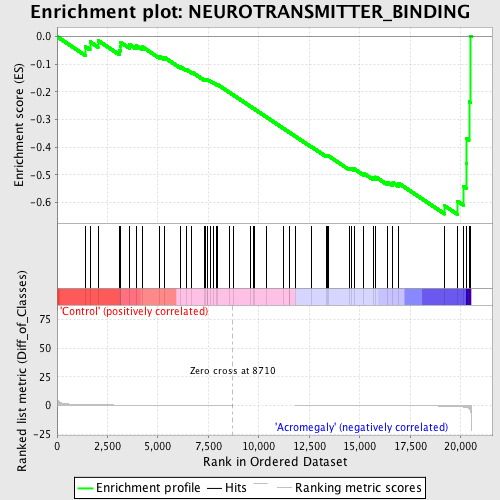 Enrichment plot: NEUROTRANSMITTER_BINDING
Enrichment score (ES)
0.0
-0.1
-0.2
-0.3
-0.4
-0.5
-0.6
Ranked list metric (Diff_of_Classes)
'Control' (positively correlated)
75
50
25
0
-25
Zero cross at 8710
'Acromegaly' (negatively correlated)
0 2,500 5,000 7,500 10,000 12,500 15,000 17,500 20,000
Rank in Ordered Dataset
Enrichment profile Hits Ranking metric scores